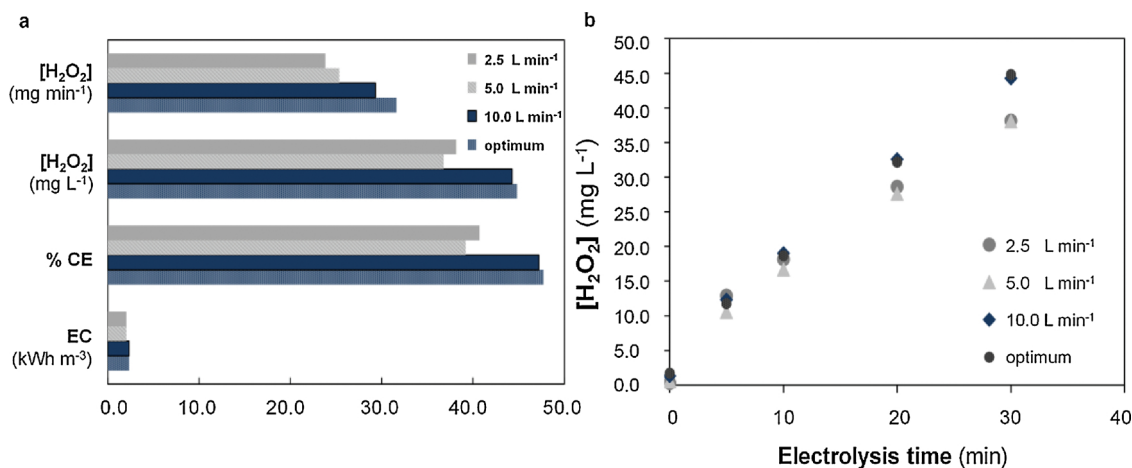 a
[H₂O₂]
(mg min⁻¹)
[H₂O₂]
(mg L⁻¹)
% CE
EC
(kWh m⁻³)
2.5 L min⁻¹
5.0 L min⁻¹
10.0 L min⁻¹
optimum
0.0 10.0 20.0 30.0 40.0 50.0
b
[H₂O₂] (mg L⁻¹)
50.0
45.0
40.0
35.0
30.0
25.0
20.0
15.0
10.0
5.0
0.0
2.5 L min⁻¹
5.0 L min⁻¹
10.0 L min⁻¹
optimum
0 10 20 30 40
Electrolysis time (min)